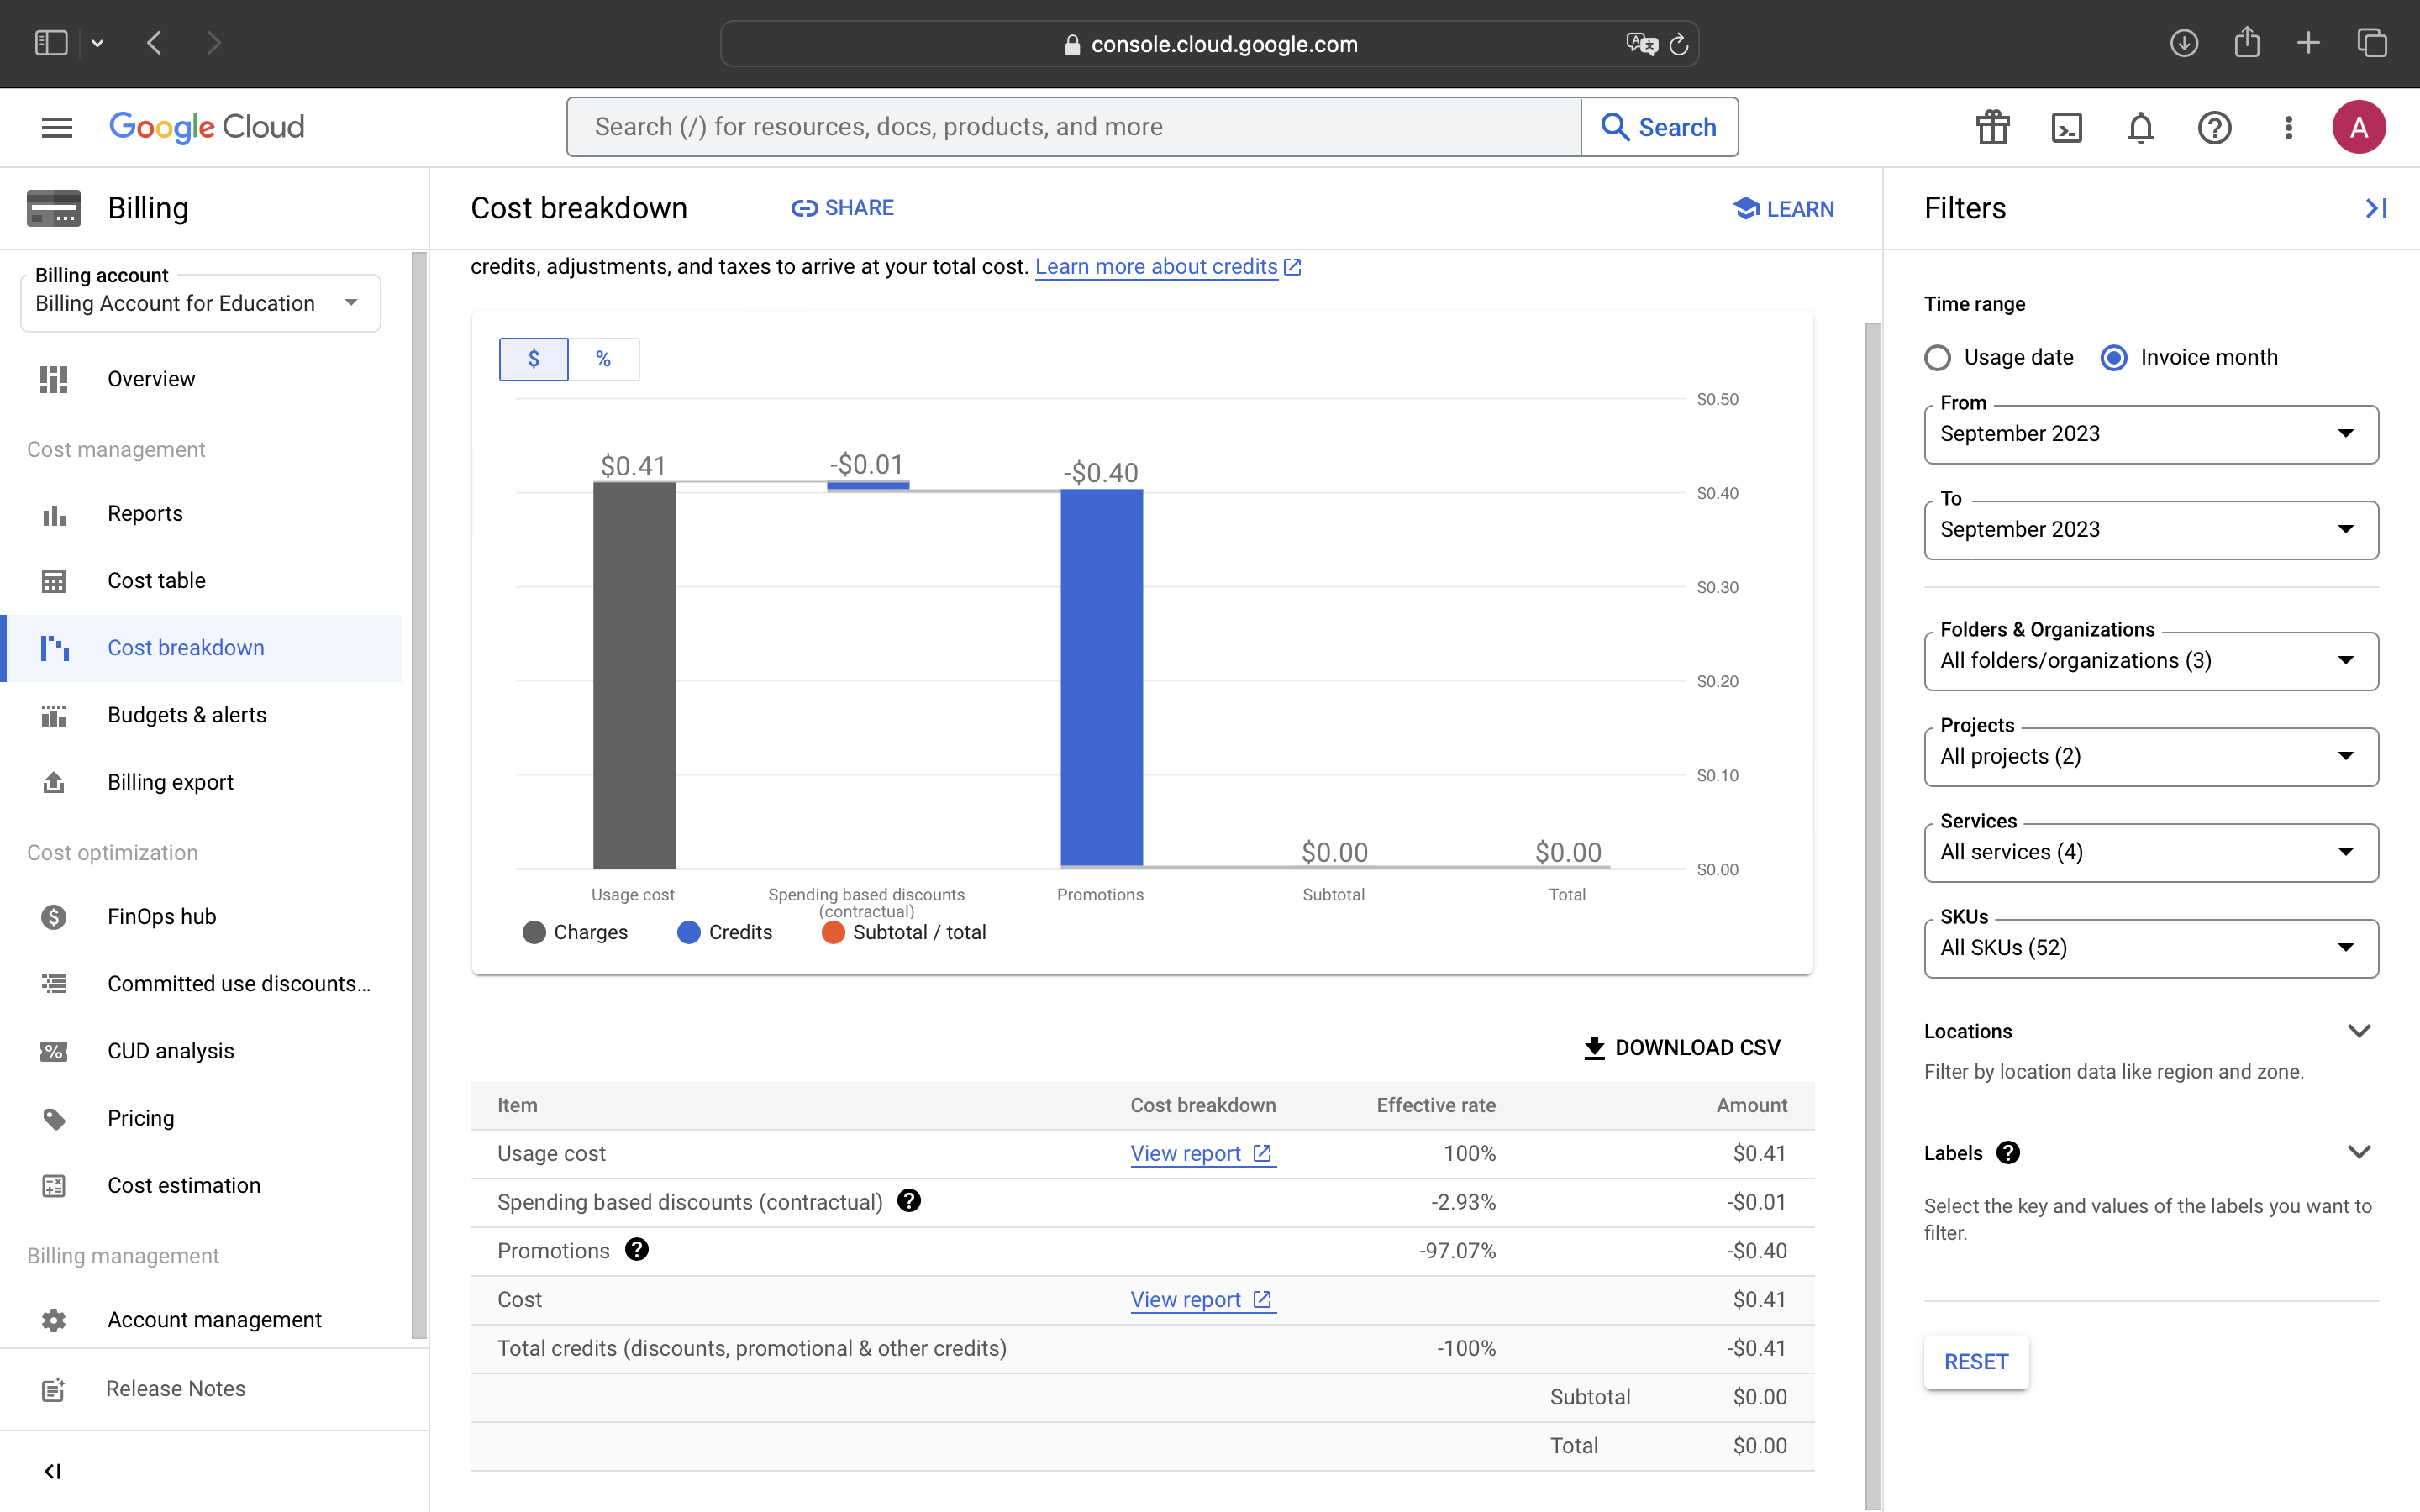 console.cloud.google.com
Google Cloud
Search (/) for resources, docs, products, and more
Search
A
Billing
Billing account
Billing Account for Education
Overview
Cost management
Reports
Cost table
Cost breakdown
Budgets & alerts
Billing export
Cost optimization
FinOps hub
Committed use discounts...
CUD analysis
Pricing
Cost estimation
Billing management
Account management
Release Notes
Cost breakdown
SHARE
LEARN
credits, adjustments, and taxes to arrive at your total cost. Learn more about credits
$ %
$0.50
$0.40
$0.30
$0.20
$0.10
$0.00
$0.41
-$0.01
-$0.40
$0.00
$0.00
Usage cost
Spending based discounts
(contractual)
Promotions
Subtotal
Total
Charges
Credits
Subtotal / total
DOWNLOAD CSV
Item Cost breakdown Effective rate Amount
Usage cost View report 100% $0.41
Spending based discounts (contractual) ? -2.93% -$0.01
Promotions ? -97.07% -$0.40
Cost View report $0.41
Total credits (discounts, promotional & other credits) -100% -$0.41
Subtotal $0.00
Total $0.00
Filters
Time range
Usage date
Invoice month
From
September 2023
To
September 2023
Folders & Organizations
All folders/organizations (3)
Projects
All projects (2)
Services
All services (4)
SKUs
All SKUs (52)
Locations
Filter by location data like region and zone.
Labels ?
Select the key and values of the labels you want to
filter.
RESET